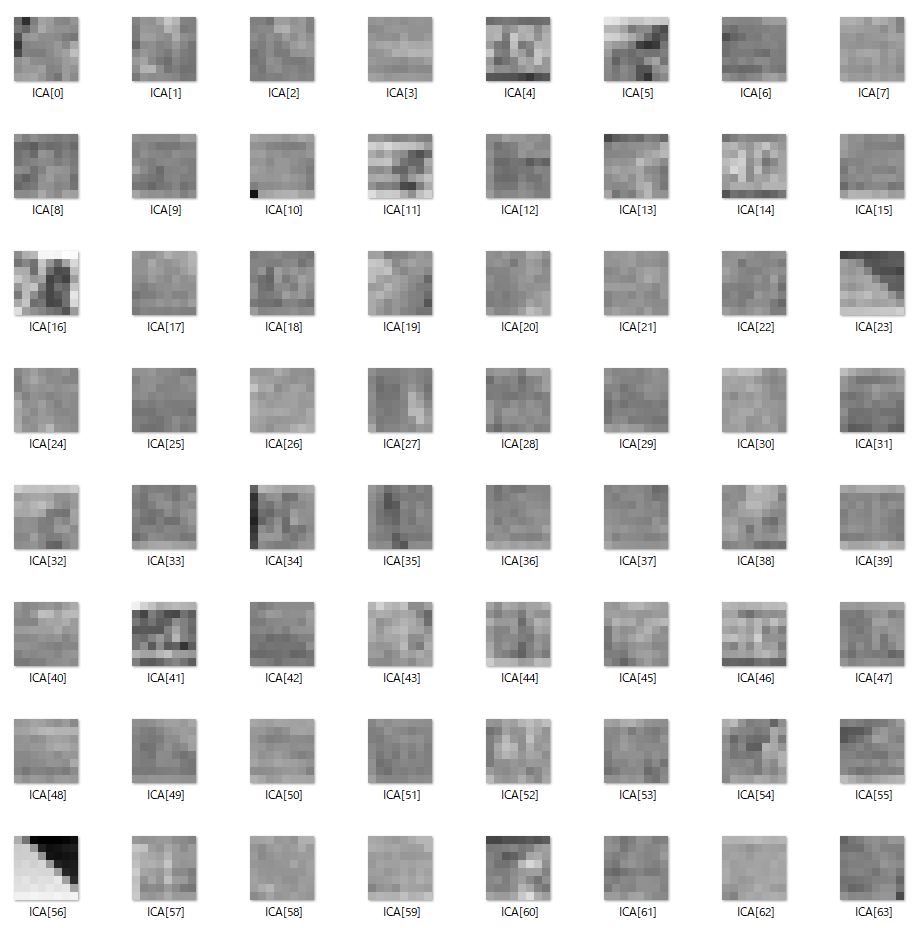 ICA[0] ICA[1] ICA[2] ICA[3] ICA[4] ICA[5] ICA[6] ICA[7]
ICA[8] ICA[9] ICA[10] ICA[11] ICA[12] ICA[13] ICA[14] ICA[15]
ICA[16] ICA[17] ICA[18] ICA[19] ICA[20] ICA[21] ICA[22] ICA[23]
ICA[24] ICA[25] ICA[26] ICA[27] ICA[28] ICA[29] ICA[30] ICA[31]
ICA[32] ICA[33] ICA[34] ICA[35] ICA[36] ICA[37] ICA[38] ICA[39]
ICA[40] ICA[41] ICA[42] ICA[43] ICA[44] ICA[45] ICA[46] ICA[47]
ICA[48] ICA[49] ICA[50] ICA[51] ICA[52] ICA[53] ICA[54] ICA[55]
ICA[56] ICA[57] ICA[58] ICA[59] ICA[60] ICA[61] ICA[62] ICA[63]